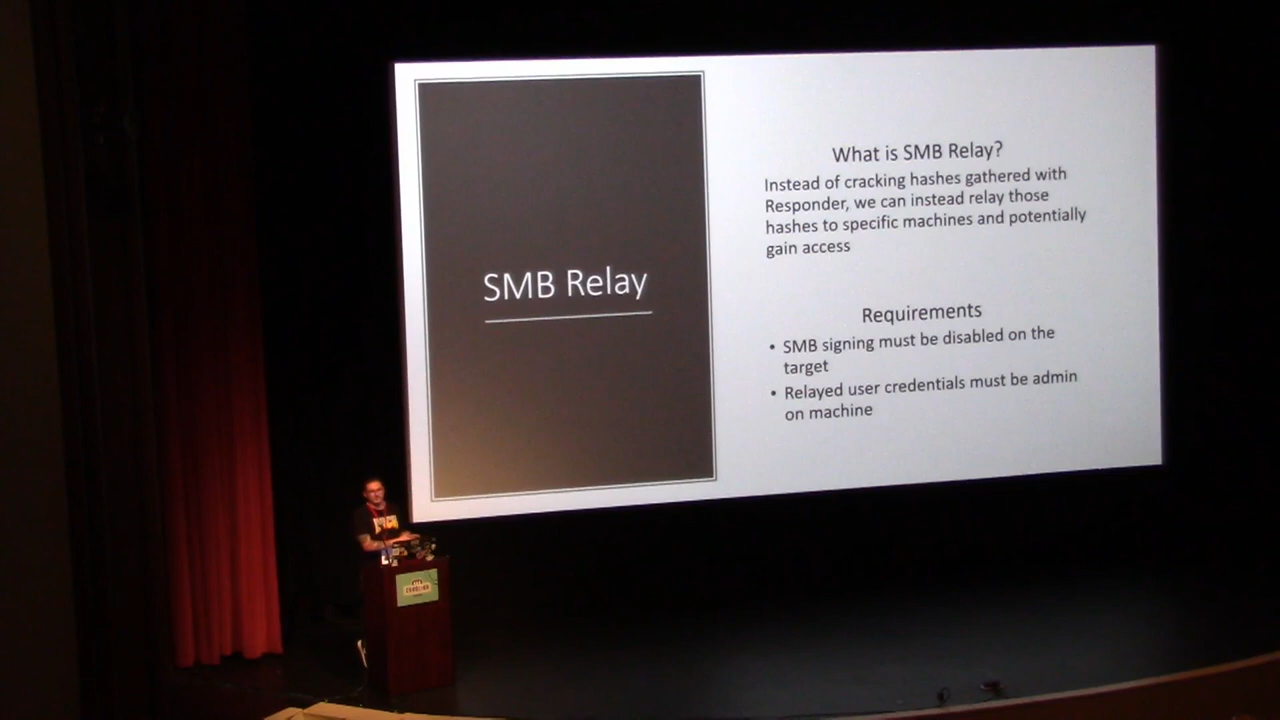 SMB Relay
What is SMB Relay?
Instead of cracking hashes gathered with
Responder, we can instead relay those
hashes to specific machines and potentially
gain access
Requirements
• SMB signing must be disabled on the
target
• Relayed user credentials must be admin
on machine